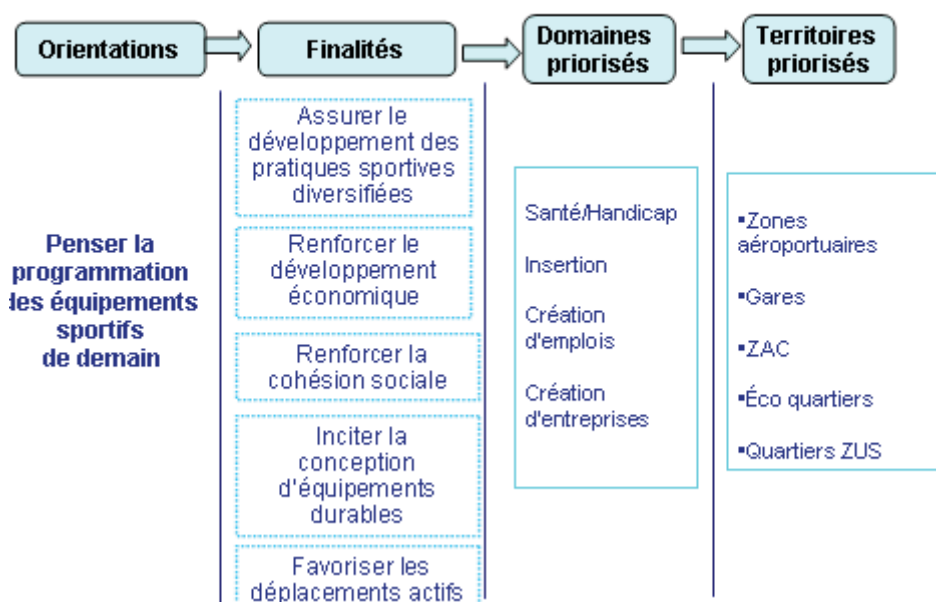 Orientations
Finalités
Domaines
priorisés
Territoires
priorisés
Penser la
programmation
des équipements
sportifs
de demain
Assurer le
développement des
pratiques sportives
diversifiées
Renforcer le
développement
économique
Renforcer la
cohésion sociale
Inciter la
conception
d'équipements
durables
Favoriser les
déplacements actifs
Santé/Handicap
Insertion
Création
d'emplois
Création
d'entreprises
▪Zones
aéroportuaires
▪Gares
▪ZAC
▪Éco quartiers
▪Quartiers ZUS